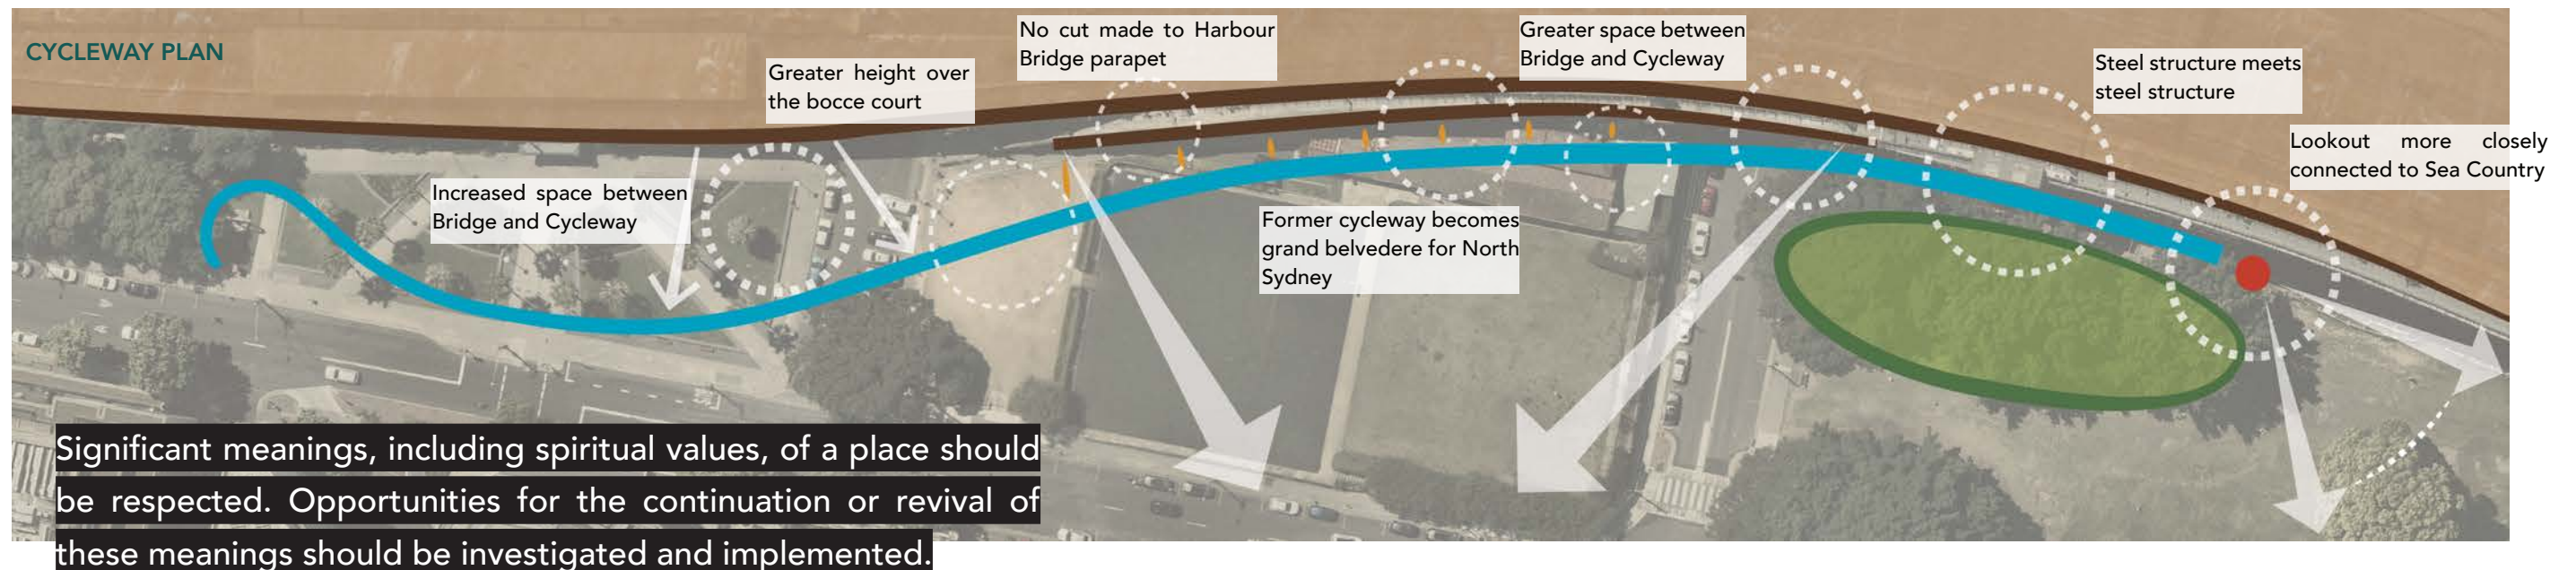 CYCLEWAY PLAN
No cut made to Harbour
Bridge parapet
Greater space between
Bridge and Cycleway
Greater height over
the bocce court
Steel structure meets
steel structure
Lookout more closely
connected to Sea Country
Increased space between
Bridge and Cycleway
Former cycleway becomes
grand belvedere for North
Sydney
Significant meanings, including spiritual values, of a place should
be respected. Opportunities for the continuation or revival of
these meanings should be investigated and implemented.